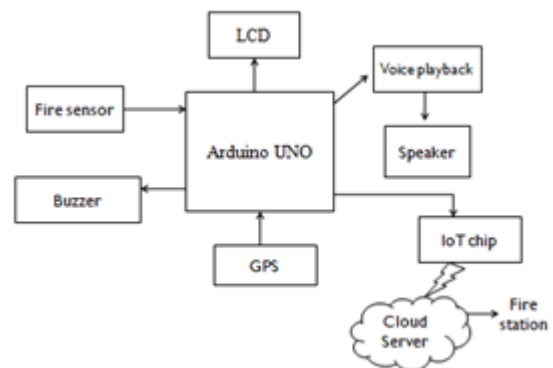 LCD
Voice playback
Fire sensor
Arduino UNO
Speaker
Buzzer
GPS
IoT chip
Cloud
Server
Fire
station